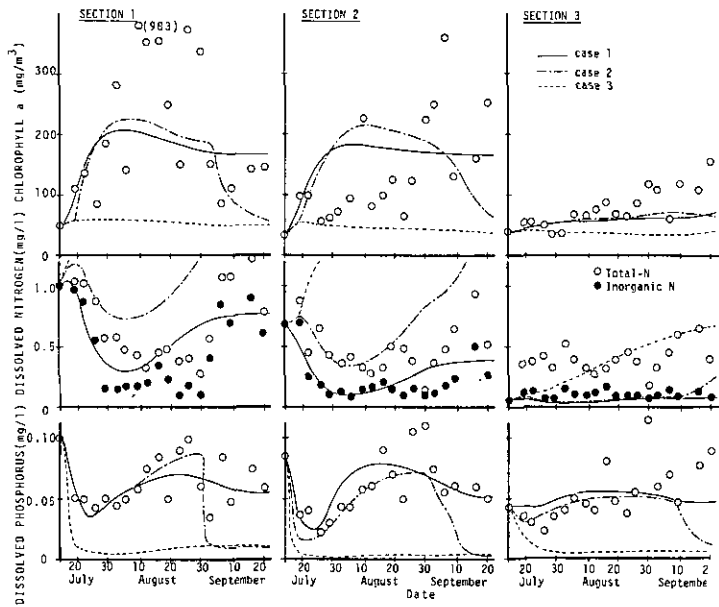 SECTION 1
SECTION 2
SECTION 3
(983)
case 1
case 2
case 3
CHLOROPHYLL a (mg/m³)
300
200
100
0
DISSOLVED NITROGEN(mg/l)
1.0
0.5
0
Total-N
Inorganic N
DISSOLVED PHOSPHORUS(mg/l)
0.10
0.05
0
20 30 10 20 30 10 20
July August September
20 30 10 20 30 10 20
July August September
20 30 10 20 30 10 2
July August September
Date